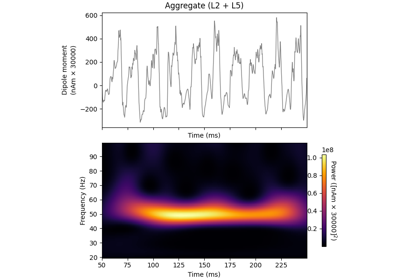 Aggregate (L2 + L5)
600
400
200
0
−200
Dipole moment
(nAm × 30000)
Time (ms)
90
80
70
60
50
40
30
20
Frequency (Hz)
50 75 100 125 150 175 200 225
Time (ms)
1e8
1.0
0.8
0.6
0.4
0.2
Power ([nAm × 30000]²)